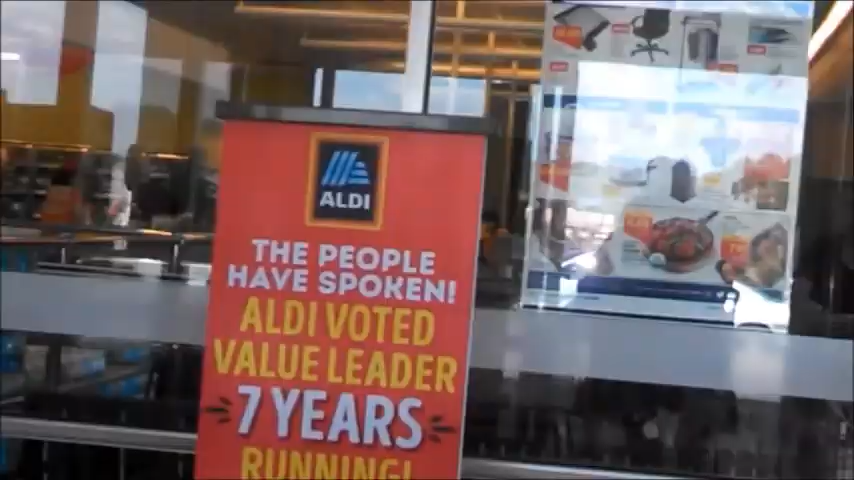 ALDI
THE PEOPLE
HAVE SPOKEN!
ALDI VOTED
VALUE LEADER
7 YEARS
RUNNING!